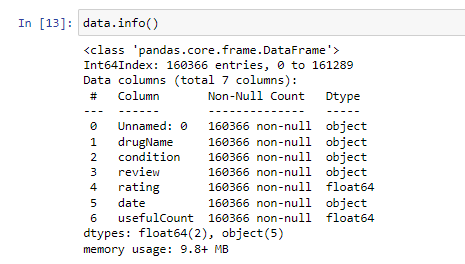 In [13]: data.info()
<class 'pandas.core.frame.DataFrame'>
Int64Index: 160366 entries, 0 to 161289
Data columns (total 7 columns):
 #   Column       Non-Null Count   Dtype
---  ------       --------------   -----
 0   Unnamed: 0   160366 non-null  object
 1   drugName     160366 non-null  object
 2   condition    160366 non-null  object
 3   review       160366 non-null  object
 4   rating       160366 non-null  float64
 5   date         160366 non-null  object
 6   usefulCount  160366 non-null  float64
dtypes: float64(2), object(5)
memory usage: 9.8+ MB